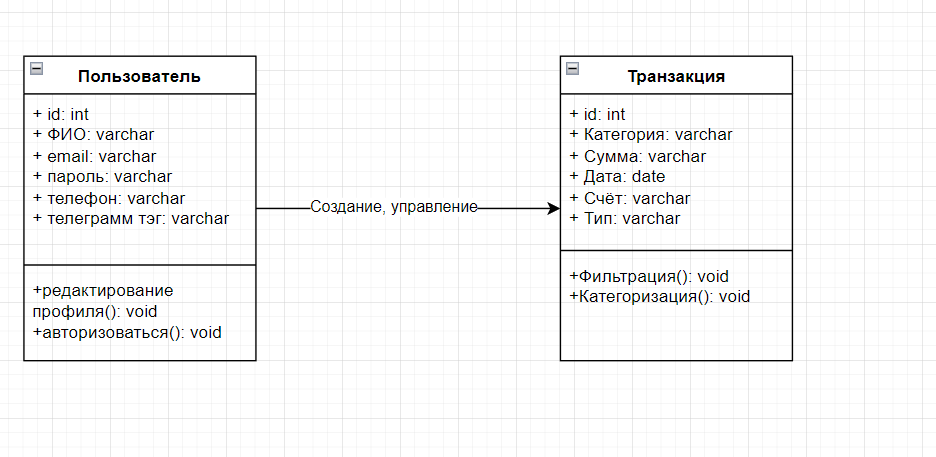 Пользователь
+ id: int
+ ФИО: varchar
+ email: varchar
+ пароль: varchar
+ телефон: varchar
+ телеграмм тэг: varchar
+редактирование
профиля(): void
+авторизоваться(): void
Создание, управление
Транзакция
+ id: int
+ Категория: varchar
+ Сумма: varchar
+ Дата: date
+ Счёт: varchar
+ Тип: varchar
+Фильтрация(): void
+Категоризация(): void